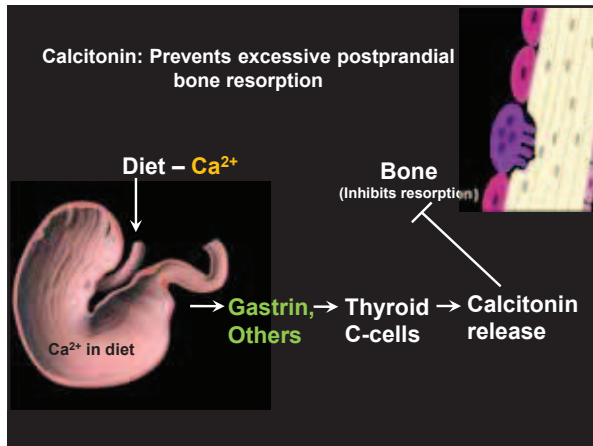 Calcitonin: Prevents excessive postprandial
bone resorption
Diet – Ca²⁺
Bone
(Inhibits resorption)
Ca²⁺ in diet
Gastrin,
Others
Thyroid
C-cells
Calcitonin
release